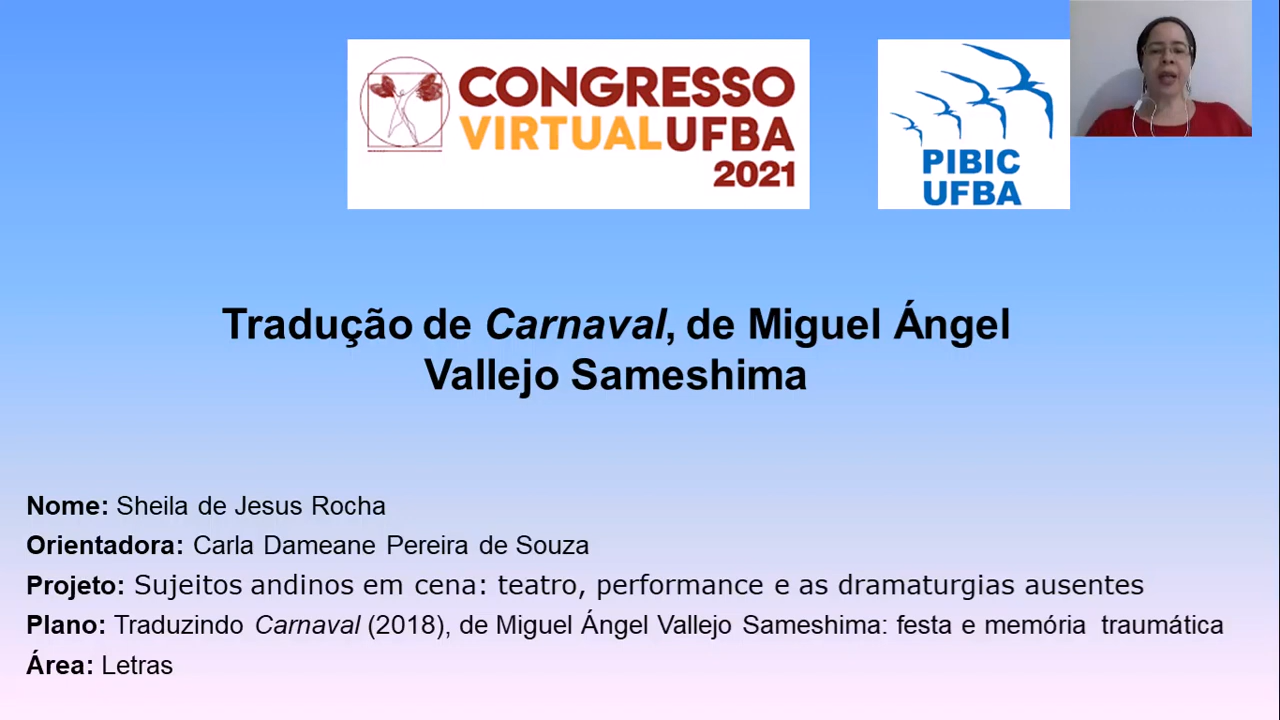 CONGRESSO
VIRTUAL UFBA
2021
PIBIC
UFBA
Tradução de Carnaval, de Miguel Ángel
Vallejo Sameshima
Nome: Sheila de Jesus Rocha
Orientadora: Carla Dameane Pereira de Souza
Projeto: Sujeitos andinos em cena: teatro, performance e as dramaturgias ausentes
Plano: Traduzindo Carnaval (2018), de Miguel Ángel Vallejo Sameshima: festa e memória traumática
Área: Letras